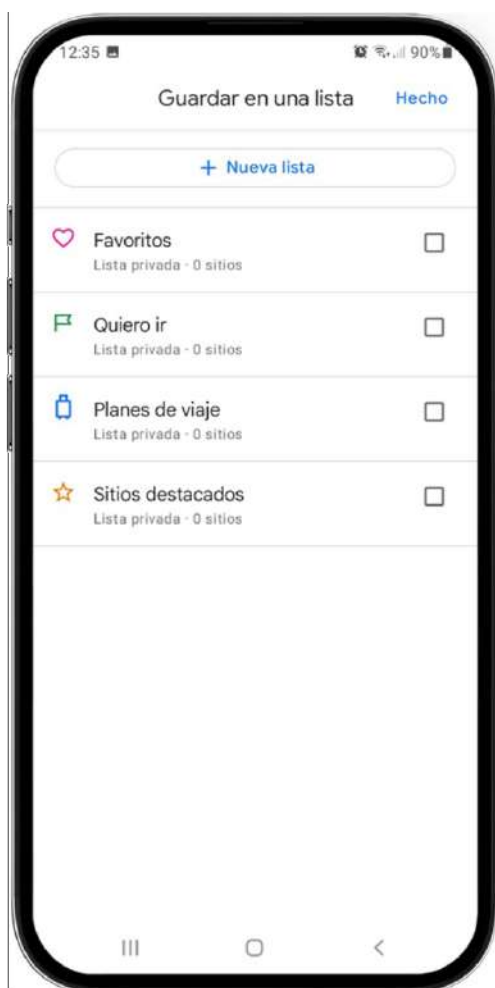 12:35 90%
Guardar en una lista Hecho
+ Nueva lista
Favoritos
Lista privada · 0 sitios
Quiero ir
Lista privada · 0 sitios
Planes de viaje
Lista privada · 0 sitios
Sitios destacados
Lista privada · 0 sitios